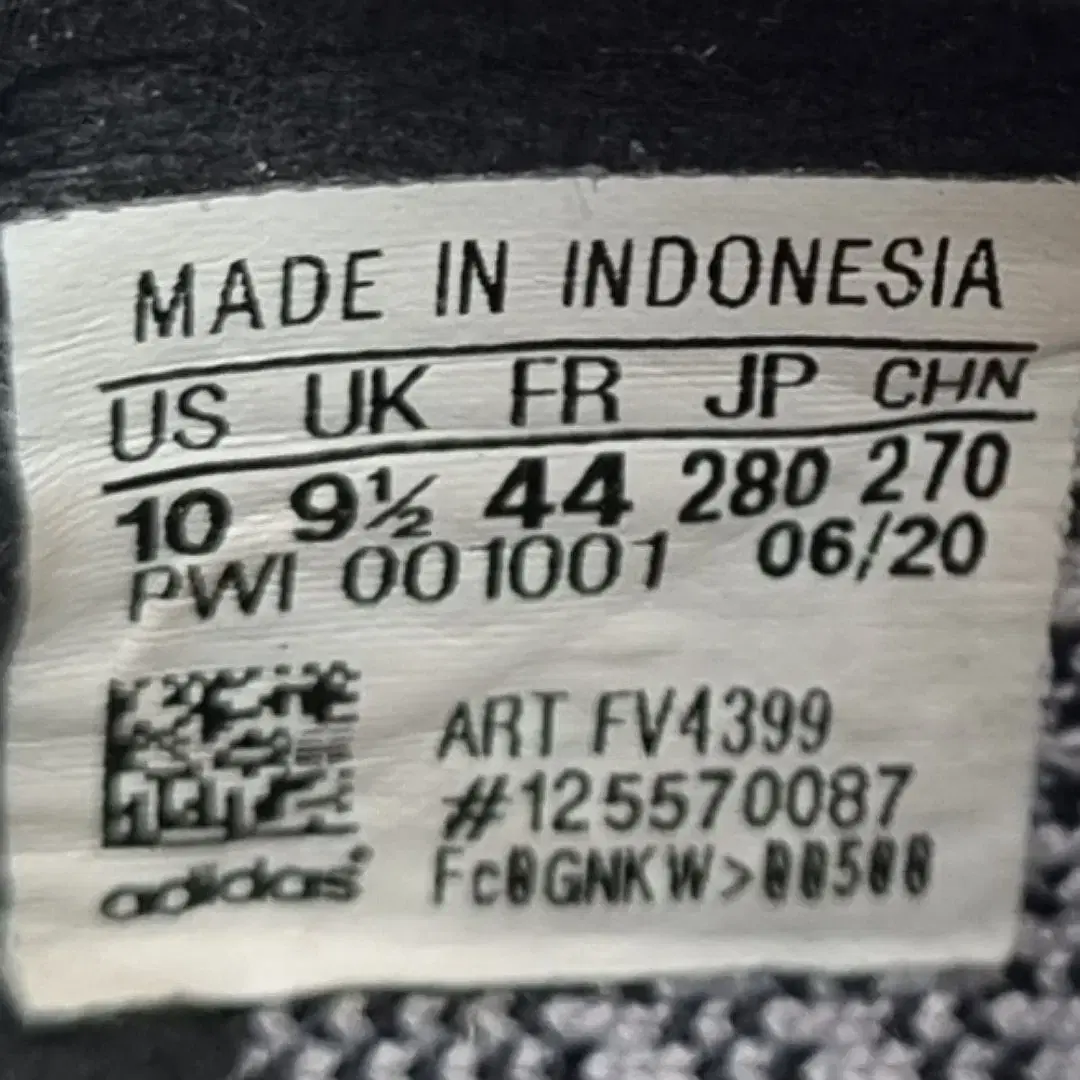 MADE IN INDONESIA
US UK FR JP CHN
10 9½ 44 280 270
PWI 001001 06/20
ART FV4399
#125570087
Fc0GNKW>00500
adidas